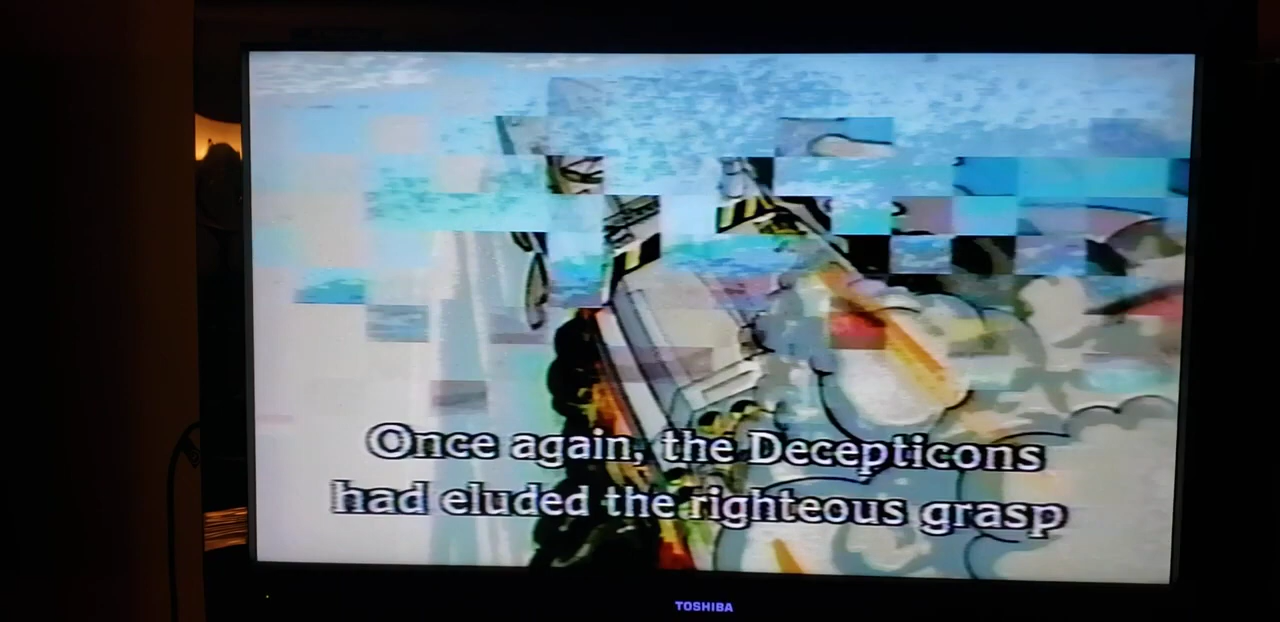 Once again, the Decepticons
had eluded the righteous grasp
TOSHIBA